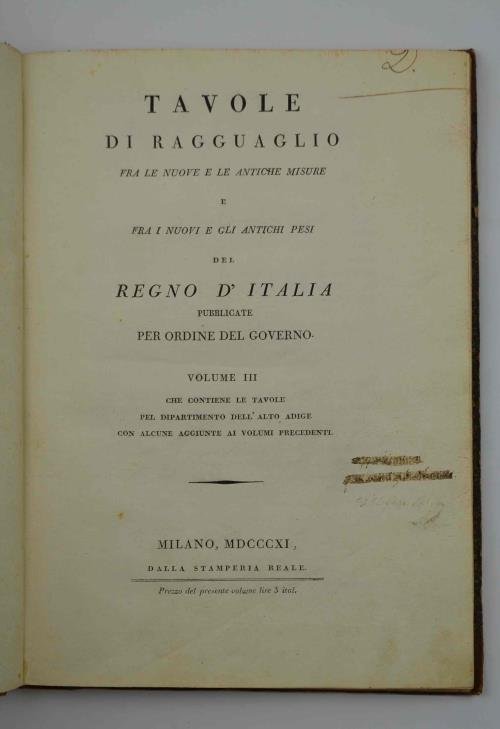 2.
TAVOLE
DI RAGGUAGLIO
FRA LE NUOVE E LE ANTICHE MISURE
E
FRA I NUOVI E GLI ANTICHI PESI
DEL
REGNO D' ITALIA
PUBBLICATE
PER ORDINE DEL GOVERNO.
VOLUME III
CHE CONTIENE LE TAVOLE
PEL DIPARTIMENTO DELL' ALTO ADIGE
CON ALCUNE AGGIUNTE AI VOLUMI PRECEDENTI.
MILANO, MDCCCXI,
DALLA STAMPERIA REALE.
Prezzo del presente volume lire 3 ital.